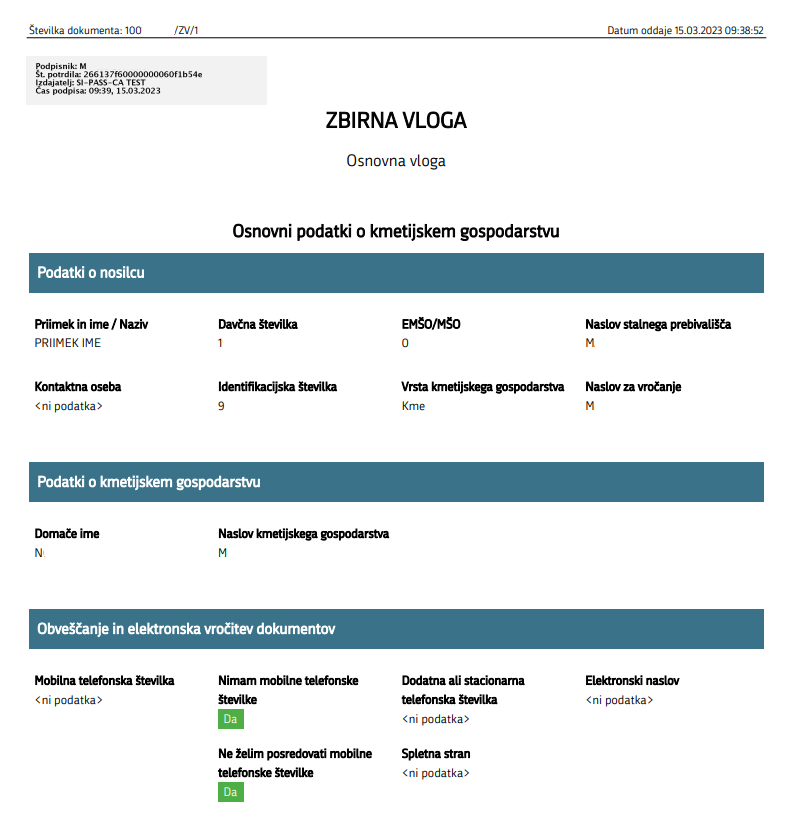 Številka dokumenta: 100 /ZV/1 Datum oddaje 15.03.2023 09:38:52
Podpisnik: M
Št. potrdila: 266137f60000000060f1b54e
Izdajatelj: SI-PASS-CA TEST
Čas podpisa: 09:39, 15.03.2023
ZBIRNA VLOGA
Osnovna vloga
Osnovni podatki o kmetijskem gospodarstvu
Podatki o nosilcu
Priimek in ime / Naziv Davčna številka EMŠO/MŠO Naslov stalnega prebivališča
PRIIMEK IME 1 0 M
Kontaktna oseba Identifikacijska številka Vrsta kmetijskega gospodarstva Naslov za vročanje
<ni podatka> 9 Kme M
Podatki o kmetijskem gospodarstvu
Domače ime Naslov kmetijskega gospodarstva
N M
Obveščanje in elektronska vročitev dokumentov
Mobilna telefonska številka Nimam mobilne telefonske Dodatna ali stacionarna Elektronski naslov
<ni podatka> številke telefonska številka <ni podatka>
Da <ni podatka>
Ne želim posredovati mobilne Spletna stran
telefonske številke <ni podatka>
Da